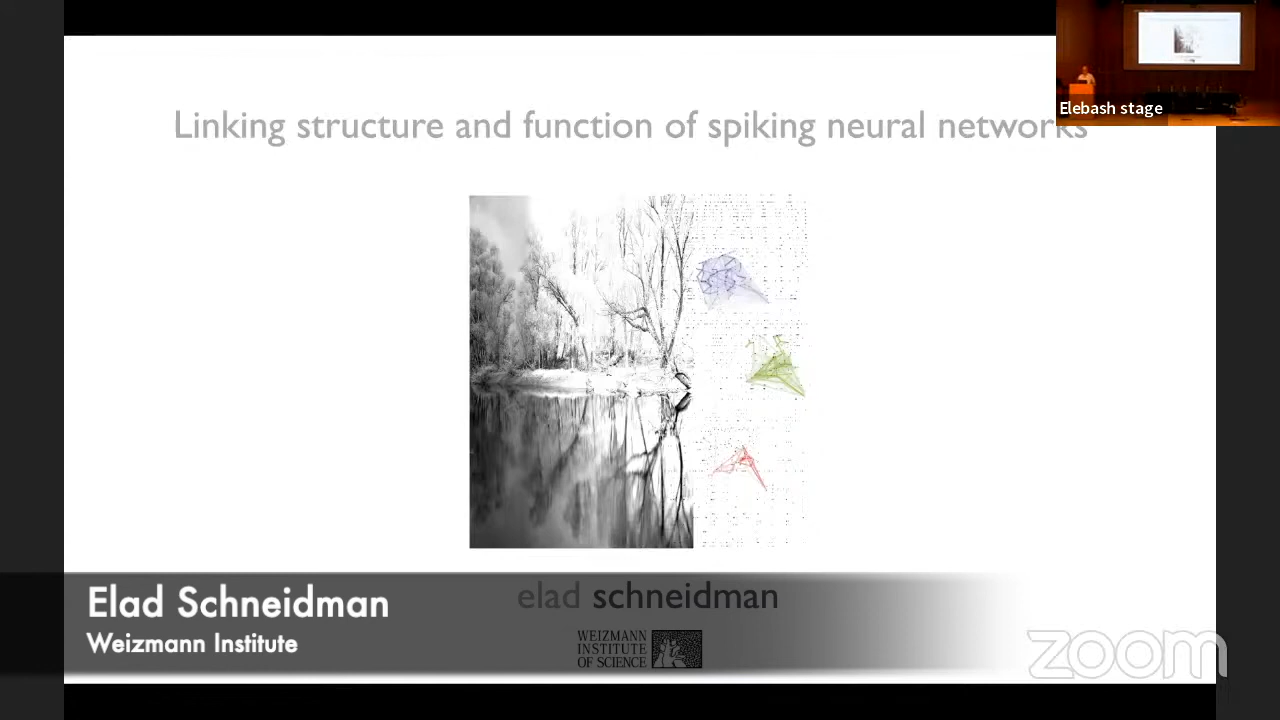 Linking structure and function of spiking neural networks
Elebash stage
elad schneidman
Elad Schneidman
Weizmann Institute
WEIZMANN
INSTITUTE
OF SCIENCE
zoom